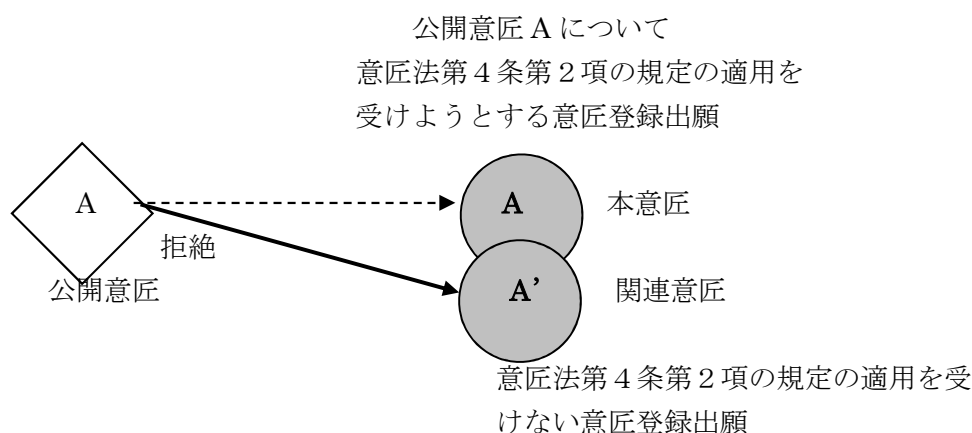 公開意匠Aについて
意匠法第4条第2項の規定の適用を
受けようとする意匠登録出願
A
A
本意匠
拒絶
公開意匠
A’
関連意匠
意匠法第4条第2項の規定の適用を受
けない意匠登録出願